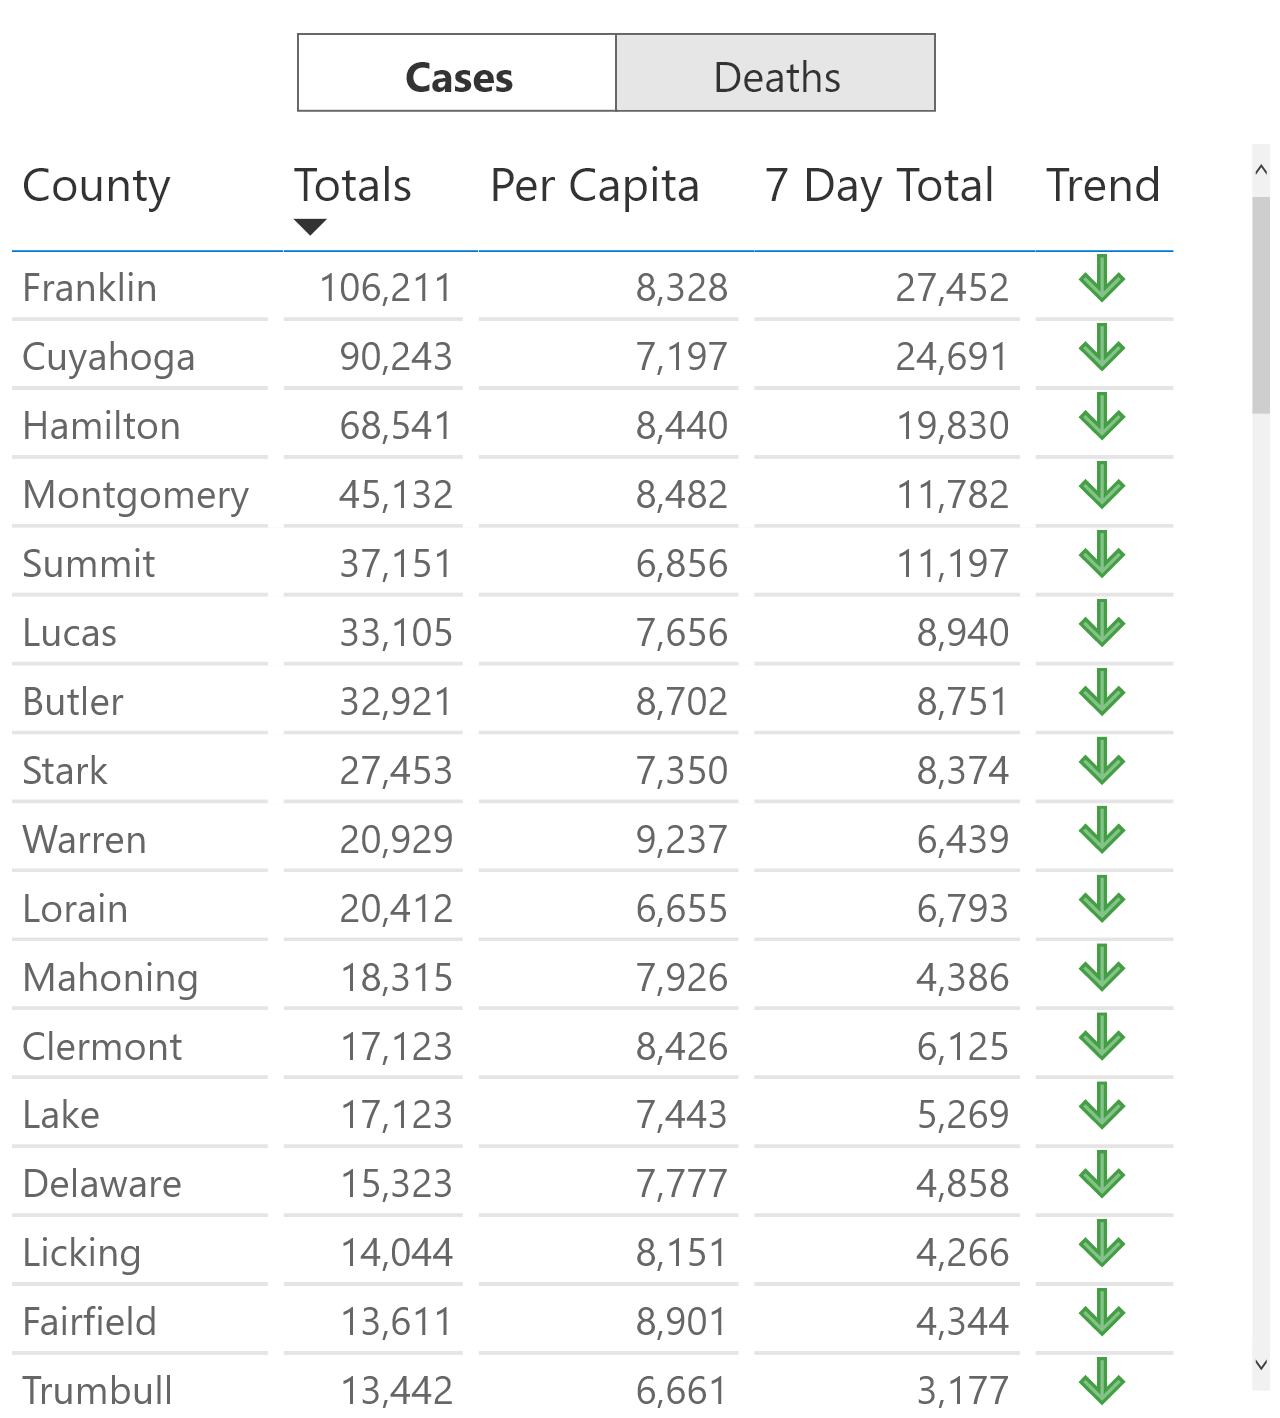 Cases Deaths
County Totals Per Capita 7 Day Total Trend
Franklin 106,211 8,328 27,452
Cuyahoga 90,243 7,197 24,691
Hamilton 68,541 8,440 19,830
Montgomery 45,132 8,482 11,782
Summit 37,151 6,856 11,197
Lucas 33,105 7,656 8,940
Butler 32,921 8,702 8,751
Stark 27,453 7,350 8,374
Warren 20,929 9,237 6,439
Lorain 20,412 6,655 6,793
Mahoning 18,315 7,926 4,386
Clermont 17,123 8,426 6,125
Lake 17,123 7,443 5,269
Delaware 15,323 7,777 4,858
Licking 14,044 8,151 4,266
Fairfield 13,611 8,901 4,344
Trumbull 13,442 6,661 3,177